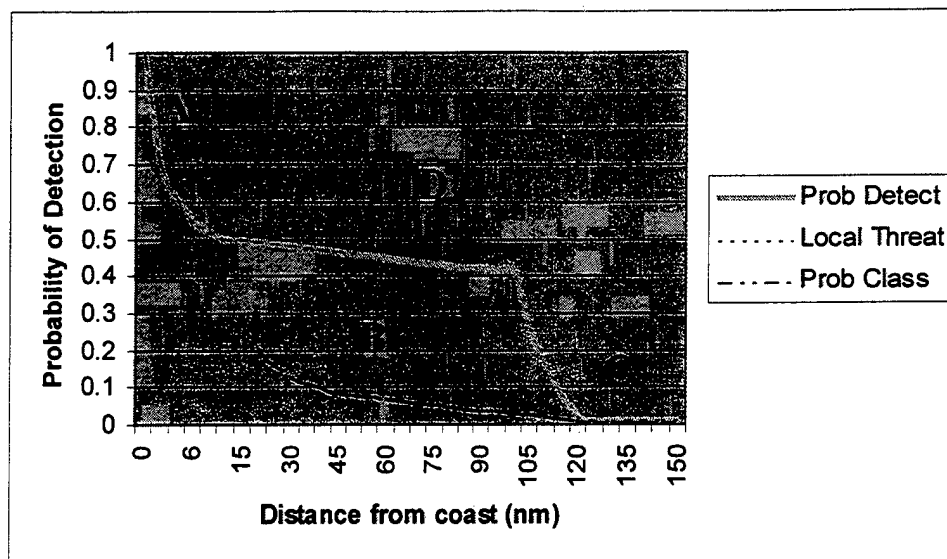 1
0.9
0.8
0.7
0.6
0.5
0.4
0.3
0.2
0.1
0
Probability of Detection
0 6 15 30 45 60 75 90 105 120 135 150
Distance from coast (nm)
Prob Detect
Local Threat
Prob Class